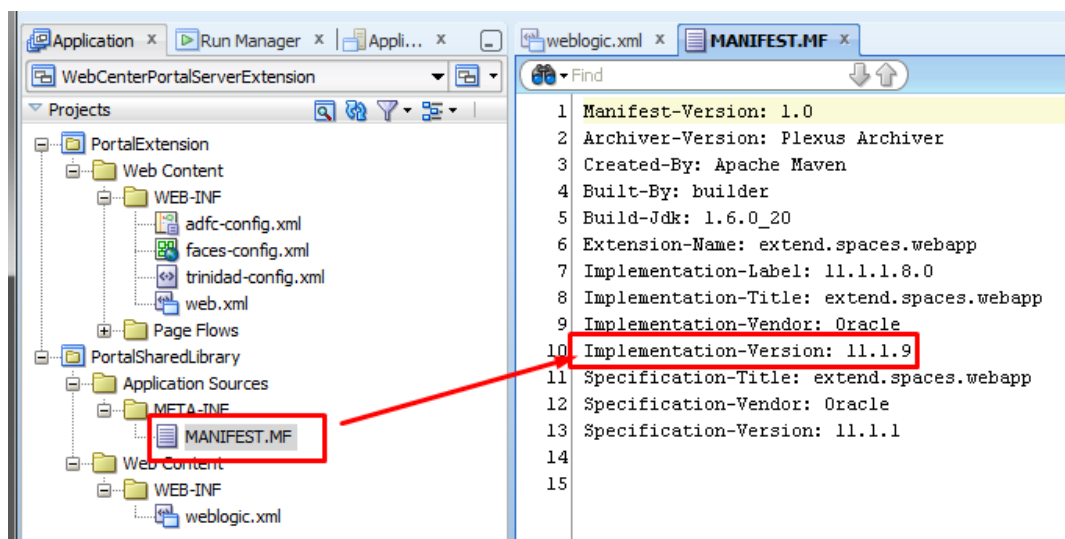 Application x Run Manager x Appli... x
weblogic.xml x MANIFEST.MF x
WebCenterPortalServerExtension
Find
Projects
PortalExtension
Web Content
WEB-INF
adfc-config.xml
faces-config.xml
trinidad-config.xml
web.xml
Page Flows
PortalSharedLibrary
Application Sources
META-INF
MANIFEST.MF
Web Content
WEB-INF
weblogic.xml
1 Manifest-Version: 1.0
2 Archiver-Version: Plexus Archiver
3 Created-By: Apache Maven
4 Built-By: builder
5 Build-Jdk: 1.6.0_20
6 Extension-Name: extend.spaces.webapp
7 Implementation-Label: 11.1.1.8.0
8 Implementation-Title: extend.spaces.webapp
9 Implementation-Vendor: Oracle
10 Implementation-Version: 11.1.9
11 Specification-Title: extend.spaces.webapp
12 Specification-Vendor: Oracle
13 Specification-Version: 11.1.1
14
15